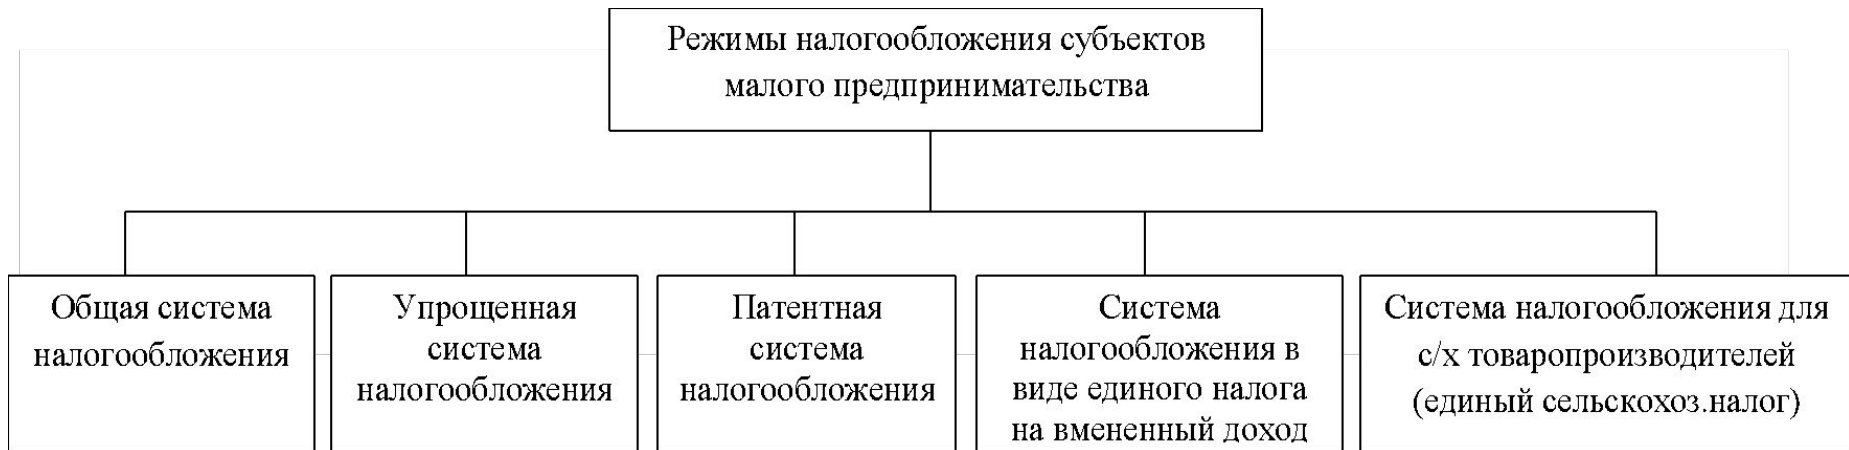 Режимы налогообложения субъектов
малого предпринимательства
Общая система
налогообложения
Упрощенная
система
налогообложения
Патентная
система
налогообложения
Система
налогообложения в
виде единого налога
на вмененный доход
Система налогообложения для
с/х товаропроизводителей
(единый сельскохоз.налог)